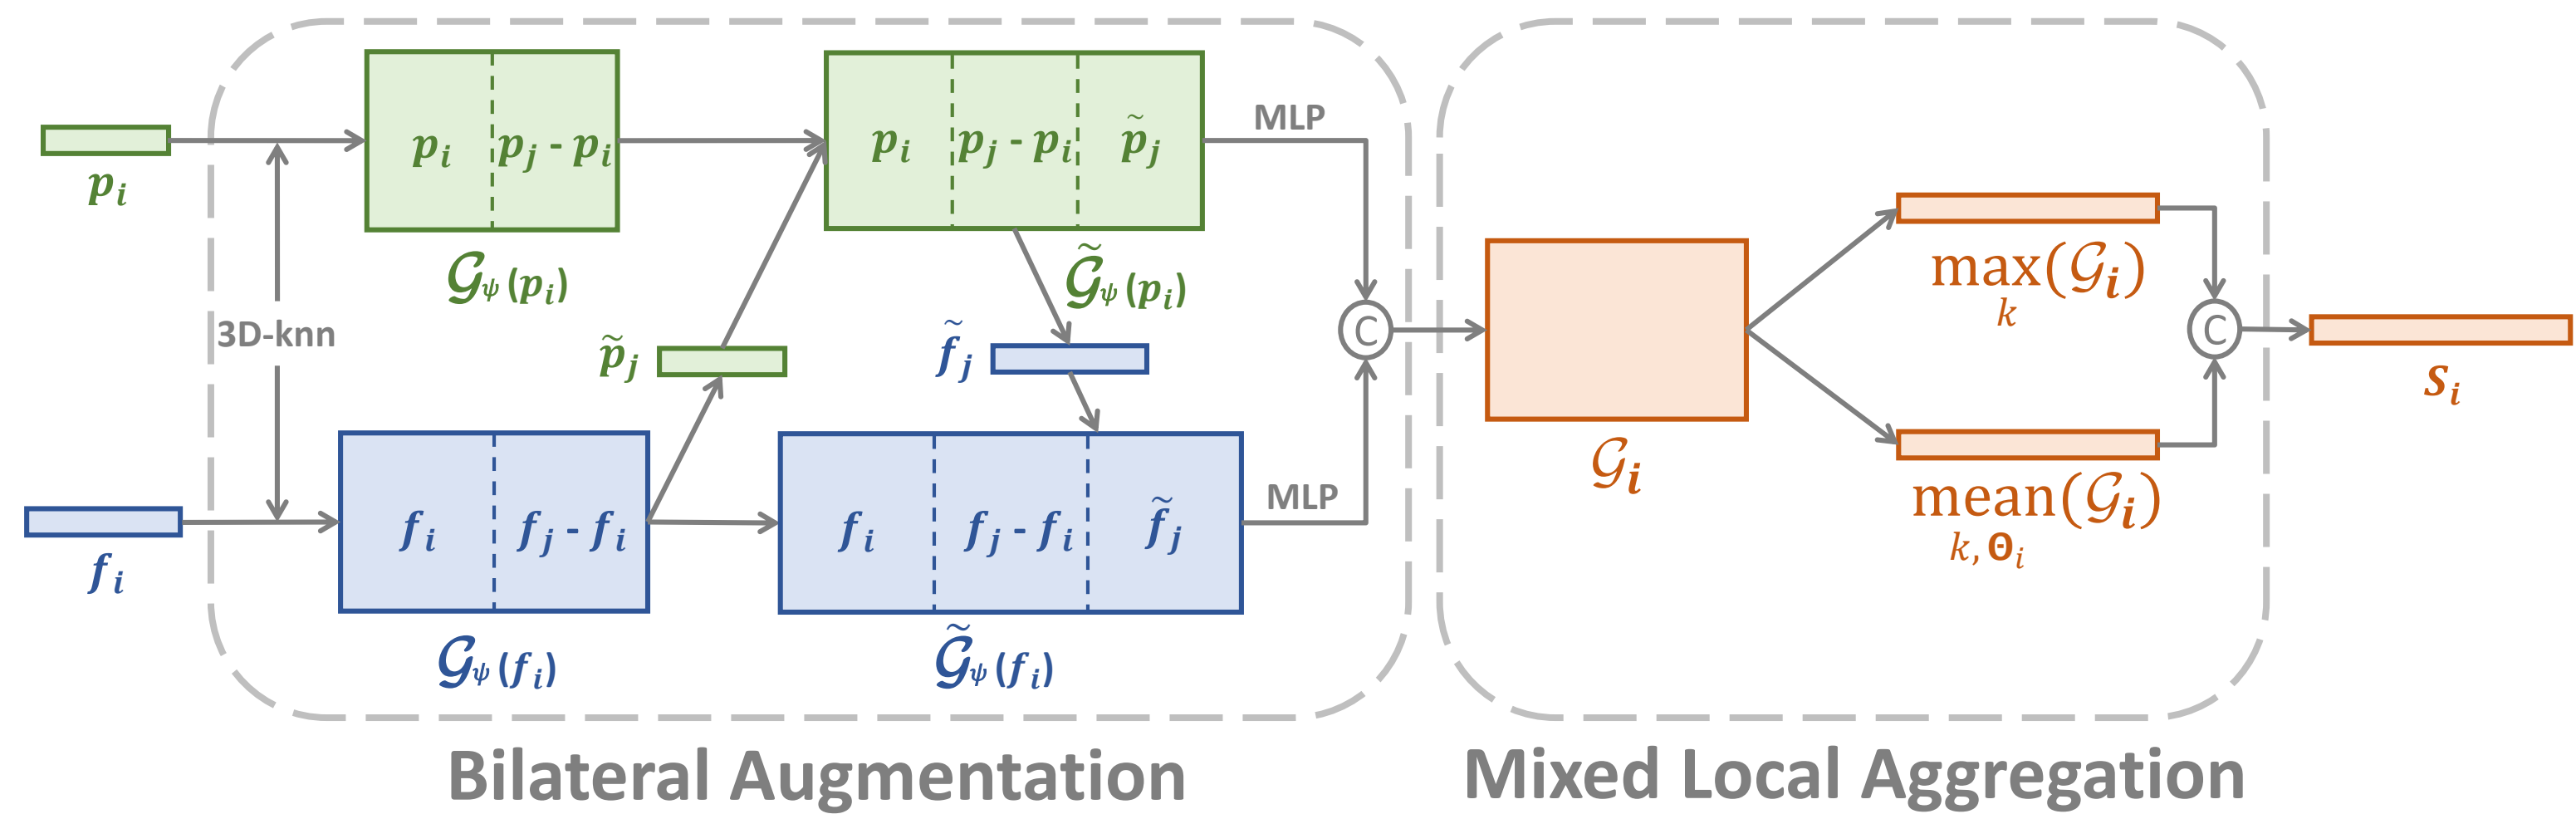 p_i
3D-knn
f_i
p_i
p_j - p_i
𝒢_ψ(p_i)
f_i
f_j - f_i
𝒢_ψ(f_i)
p̃_j
p_i
p_j - p_i
p̃_j
𝒢̃_ψ(p_i)
f̃_j
f_i
f_j - f_i
f̃_j
𝒢̃_ψ(f_i)
MLP
MLP
C
Bilateral Augmentation
𝒢_i
max(𝒢_i)
k
mean(𝒢_i)
k, Θ_i
C
Mixed Local Aggregation
s_i